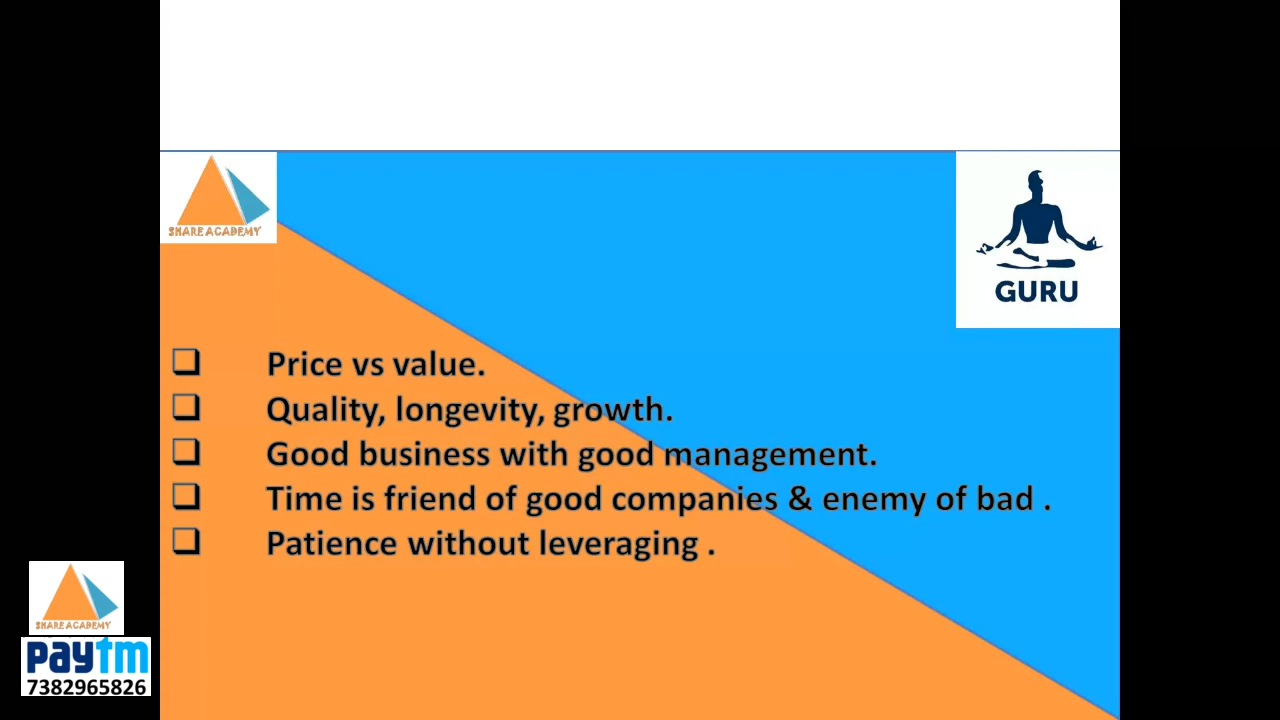 SHARE ACADEMY
GURU
❑ Price vs value.
❑ Quality, longevity, growth.
❑ Good business with good management.
❑ Time is friend of good companies & enemy of bad .
❑ Patience without leveraging .
SHARE ACADEMY
paytm
7382965826